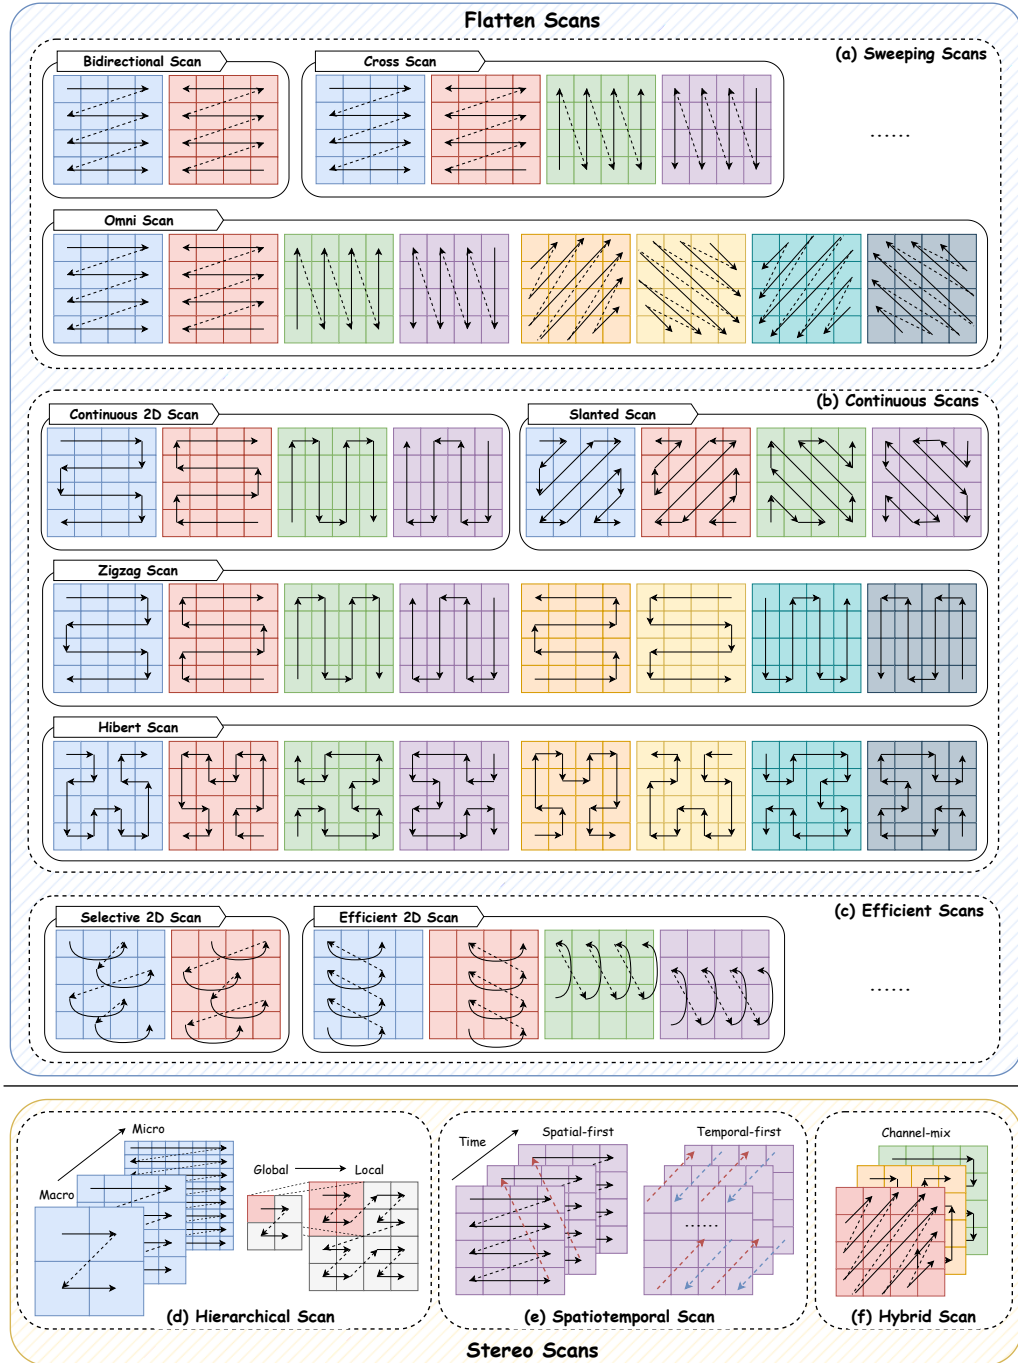 Flatten Scans
(a) Sweeping Scans
Bidirectional Scan
Cross Scan
......
Omni Scan
(b) Continuous Scans
Continuous 2D Scan
Slanted Scan
Zigzag Scan
Hibert Scan
(c) Efficient Scans
Selective 2D Scan
Efficient 2D Scan
......
Micro
Macro
Global
Local
(d) Hierarchical Scan
Time
Spatial-first
Temporal-first
......
(e) Spatiotemporal Scan
Channel-mix
(f) Hybrid Scan
Stereo Scans